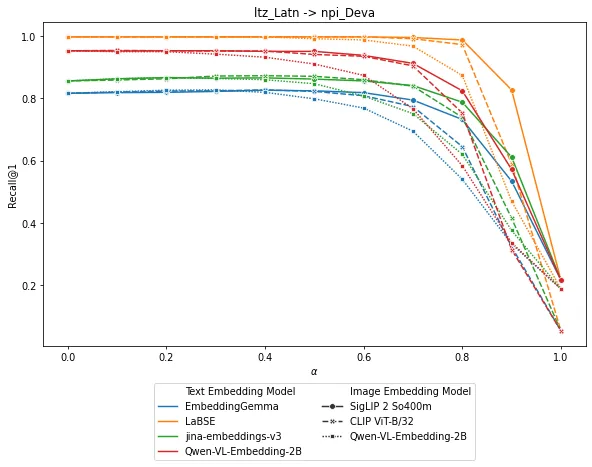 ltz_Latn -> npi_Deva
1.0
0.8
0.6
0.4
0.2
Recall@1
0.0 0.2 0.4 0.6 0.8 1.0
α
Text Embedding Model Image Embedding Model
EmbeddingGemma SigLIP 2 So400m
LaBSE CLIP ViT-B/32
jina-embeddings-v3 Qwen-VL-Embedding-2B
Qwen-VL-Embedding-2B